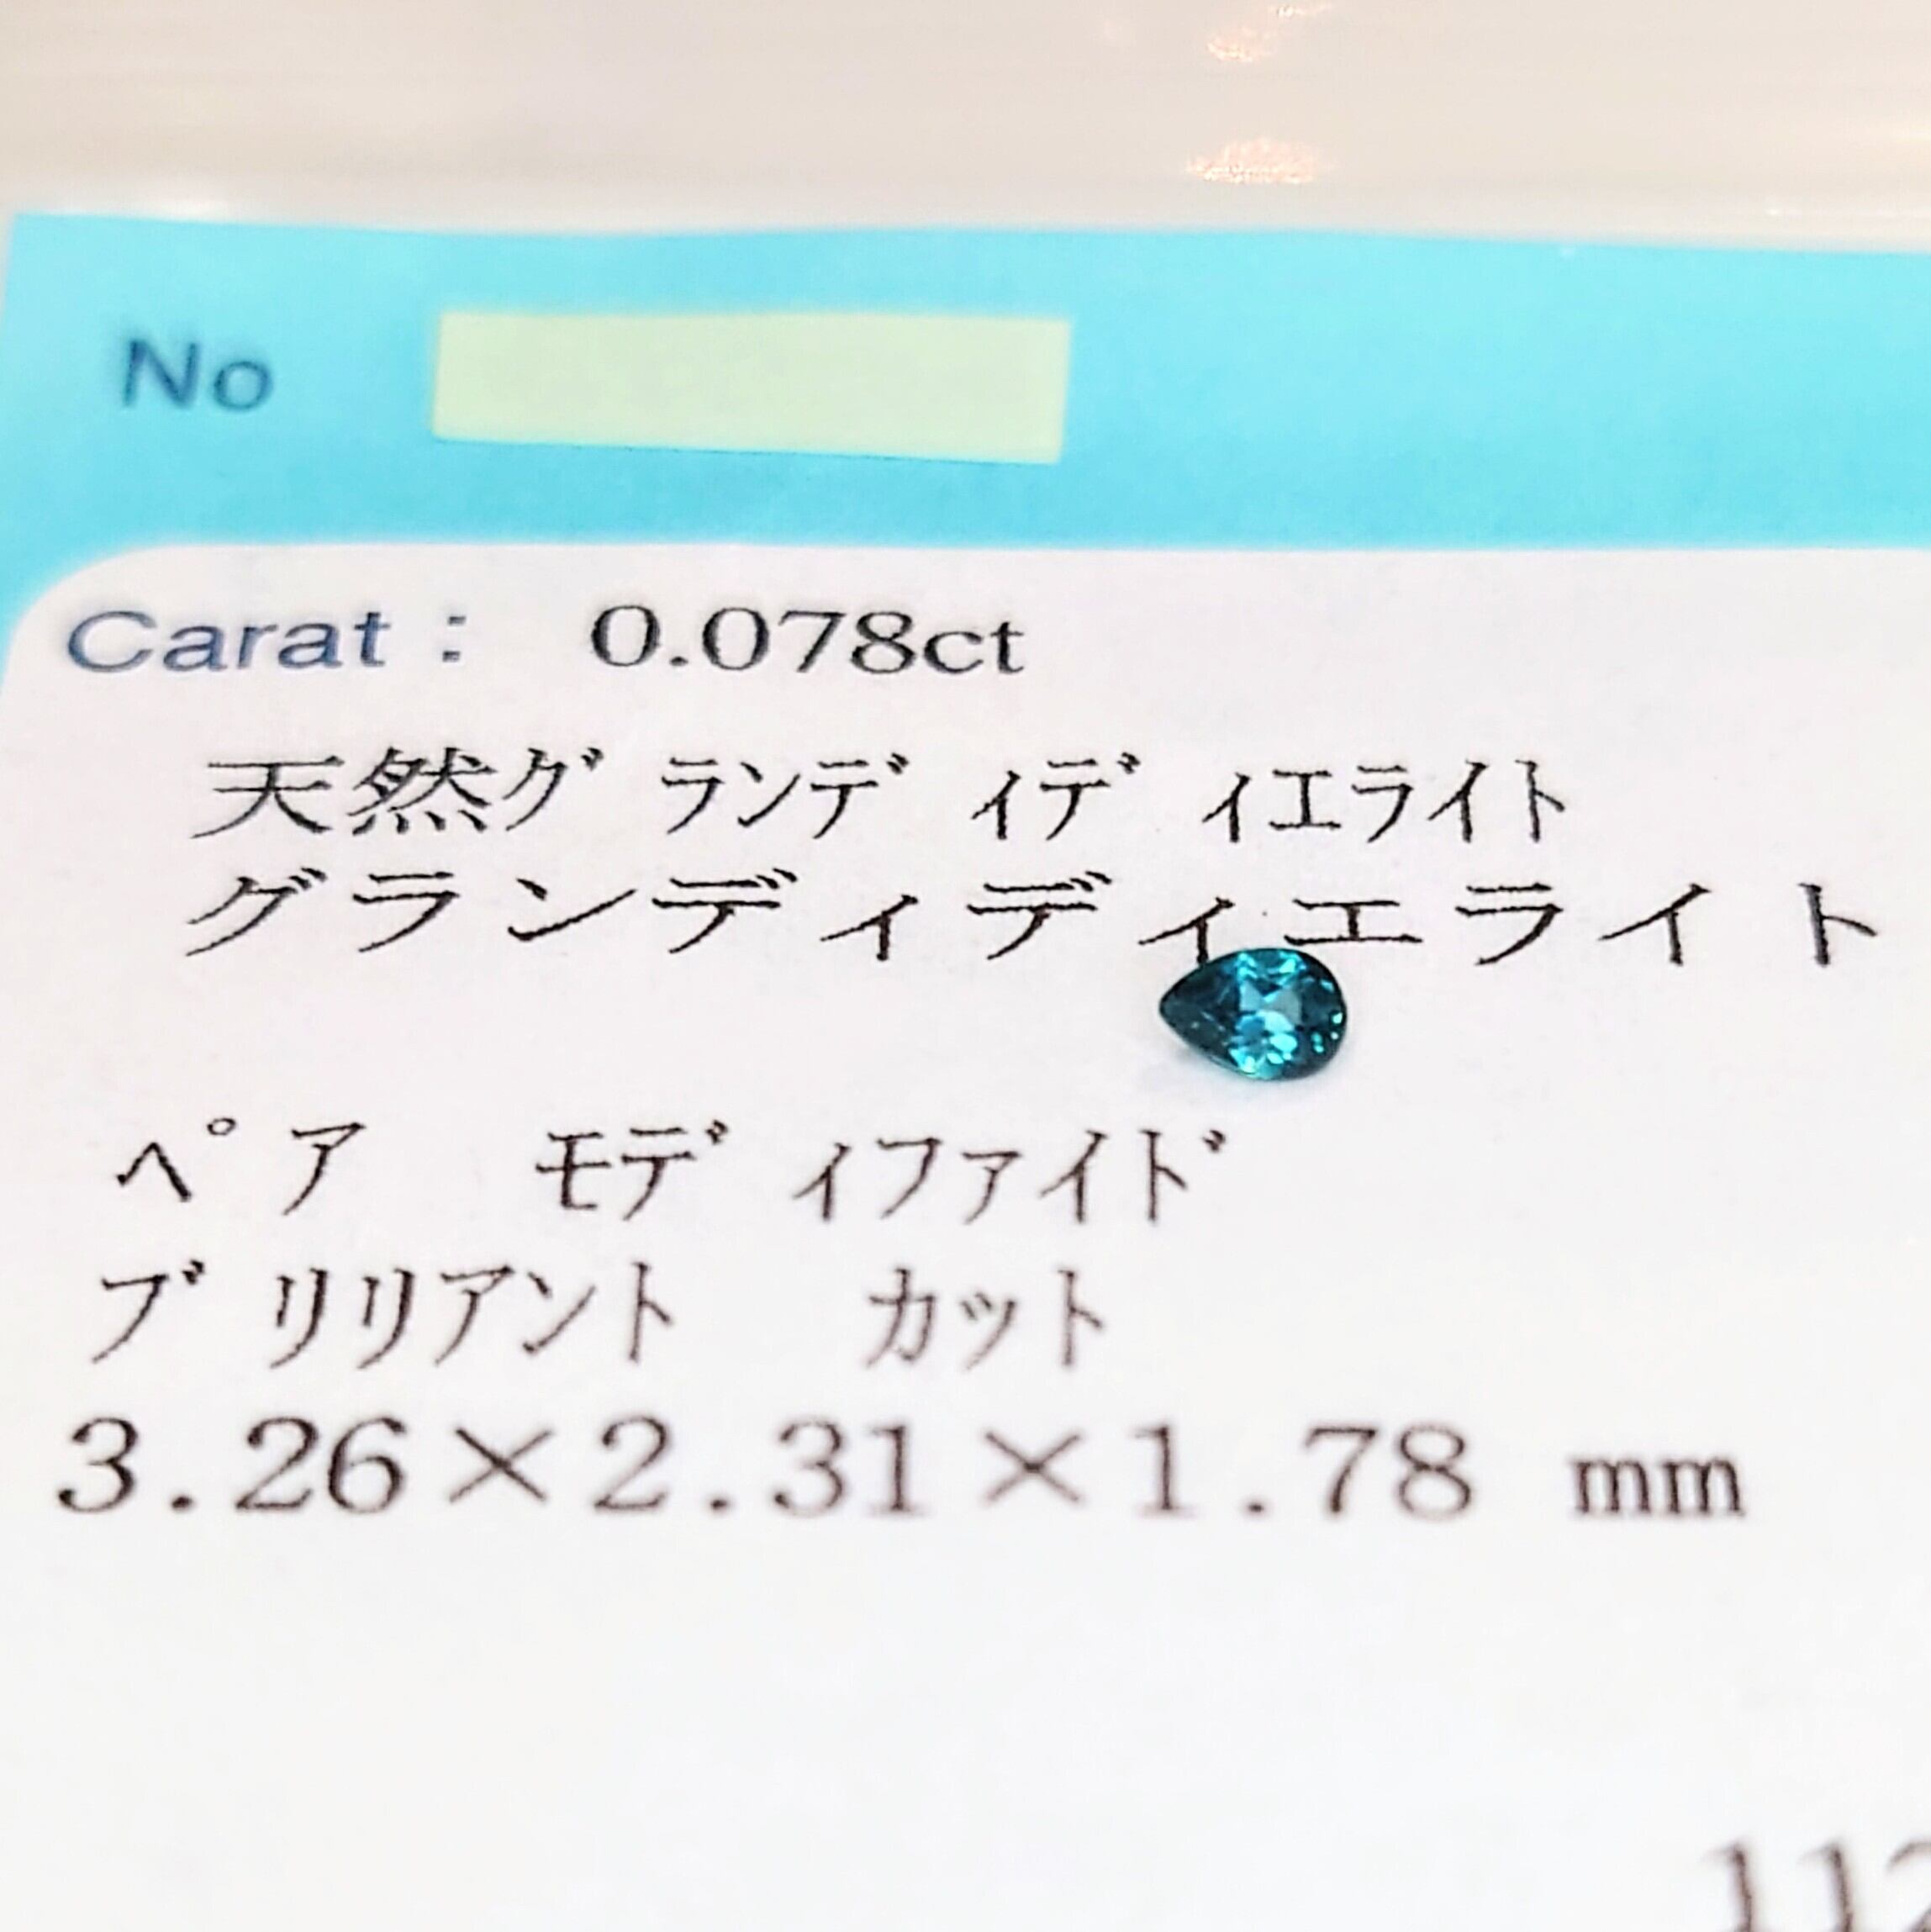 No
Carat : 0.078ct
天然グランディディエライト
グランディディエライト
ペア モディファイド
ブリリアント カット
3.26×2.31×1.78 mm